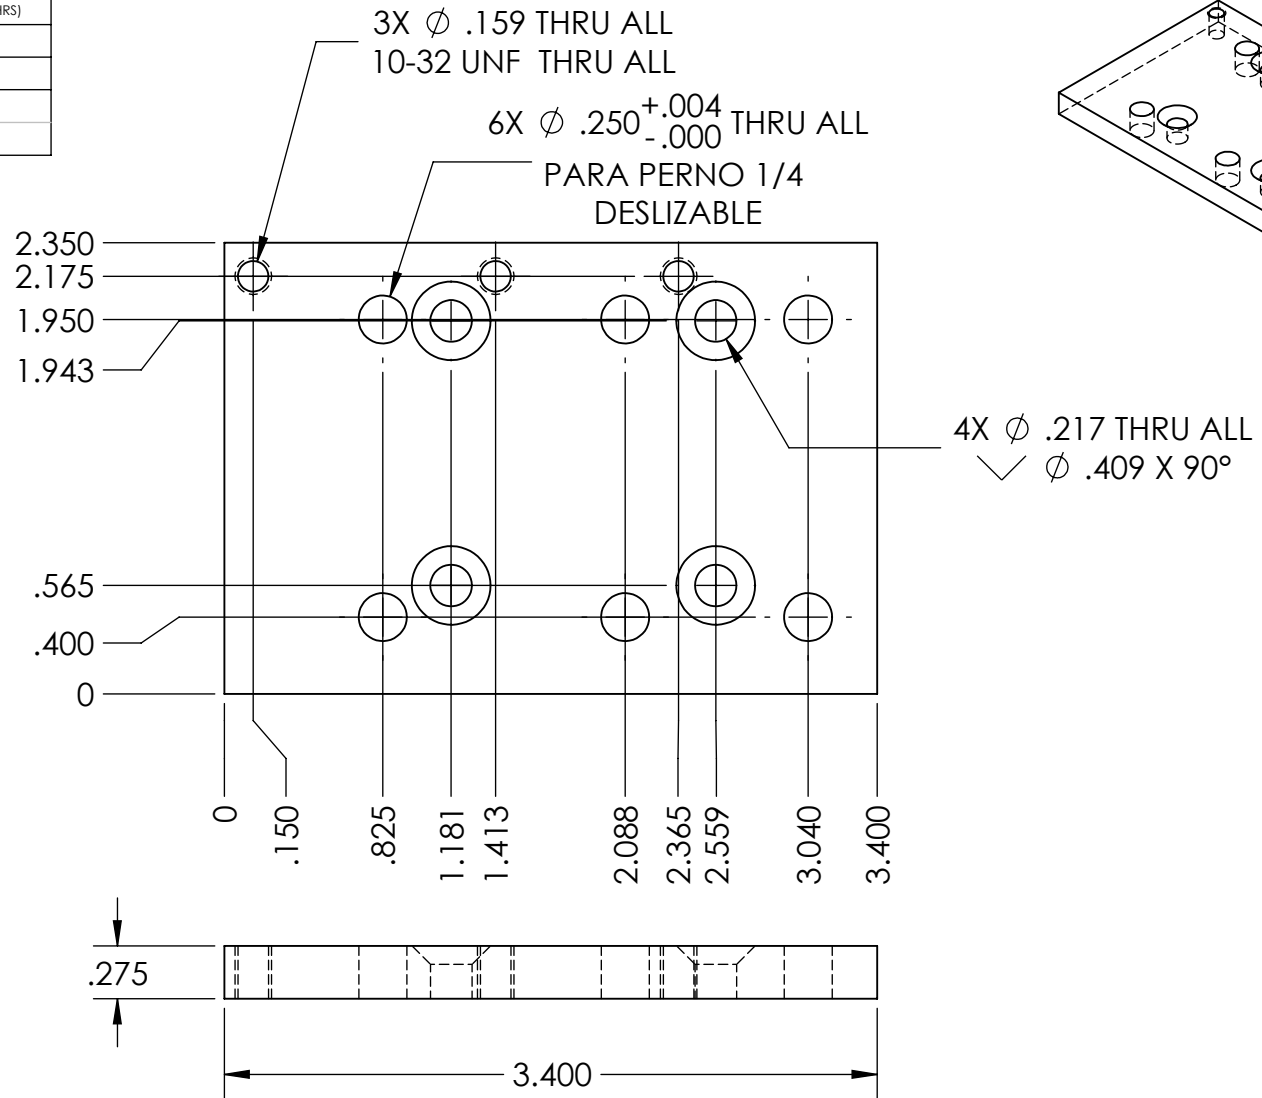 HRS)
3X ⌀ .159 THRU ALL
10-32 UNF THRU ALL
6X ⌀ .250 +.004 -.000 THRU ALL
PARA PERNO 1/4
DESLIZABLE
2.350
2.175
1.950
1.943
4X ⌀ .217 THRU ALL
⌵ ⌀ .409 X 90°
.565
.400
0
0
.150
.825
1.181
1.413
2.088
2.365
2.559
3.040
3.400
.275
3.400